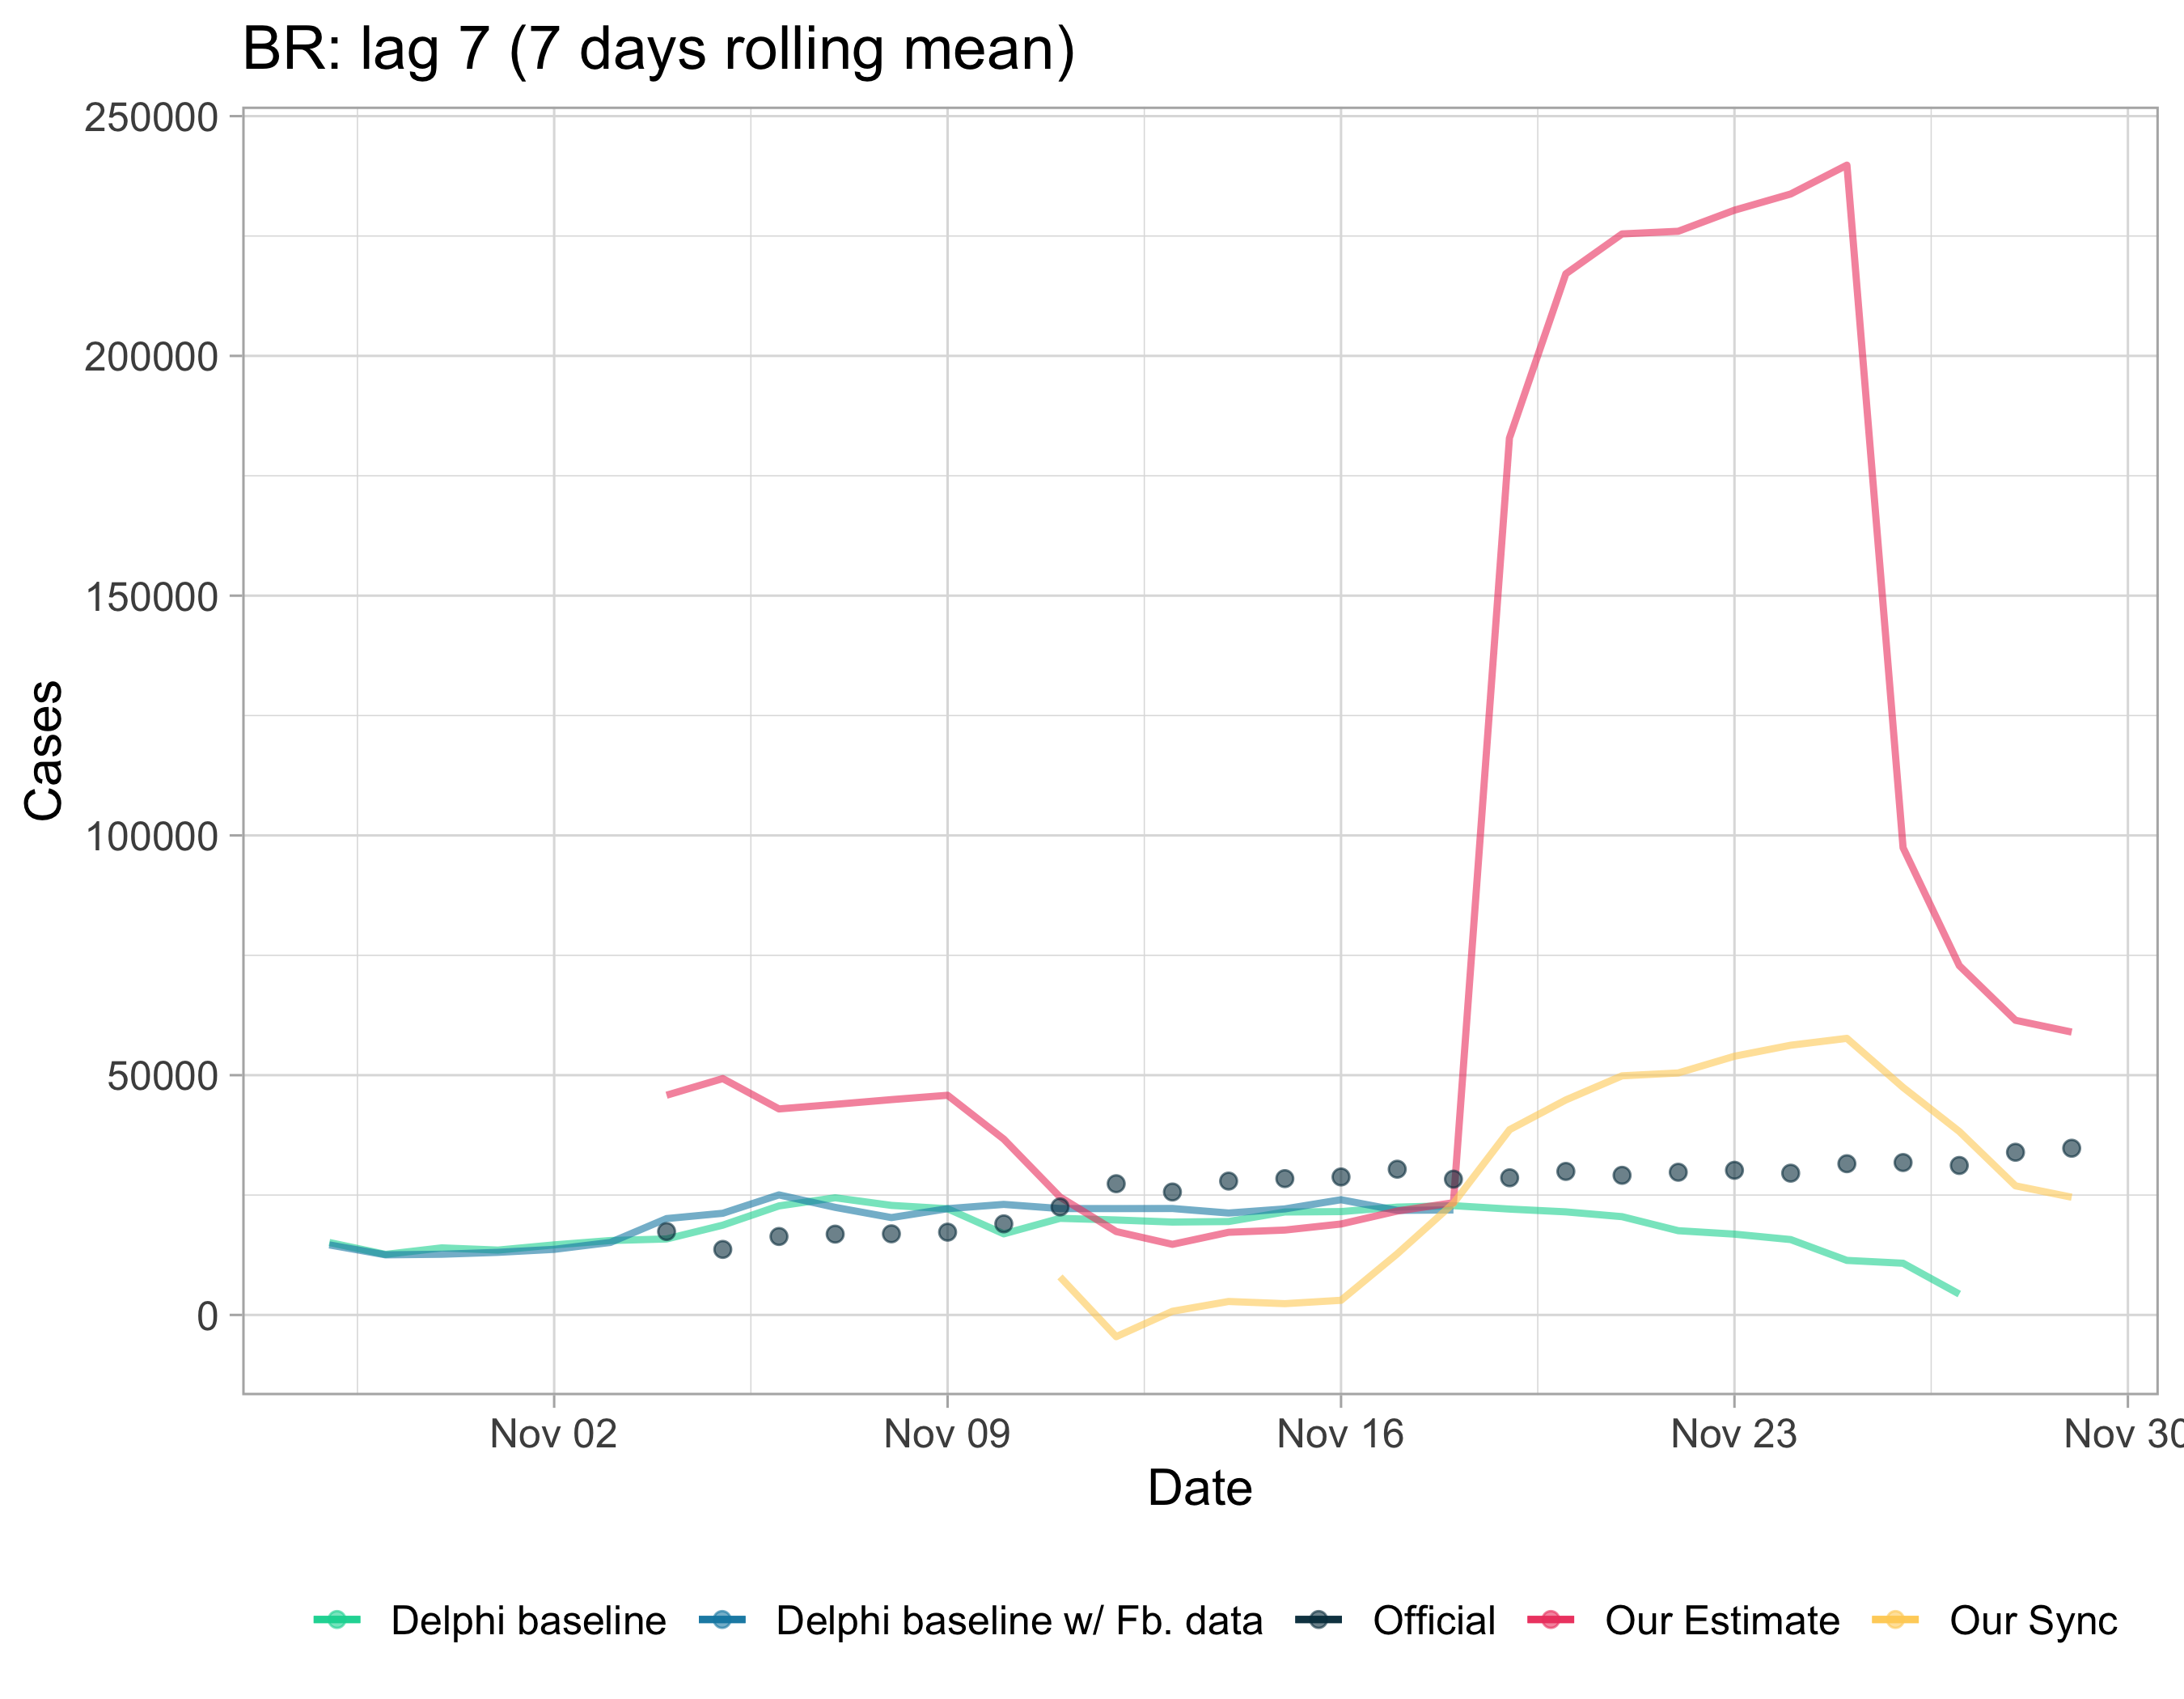 BR: lag 7 (7 days rolling mean)
250000
200000
150000
100000
50000
0
Cases
Nov 02 Nov 09 Nov 16 Nov 23 Nov 30
Date
Delphi baseline Delphi baseline w/ Fb. data Official Our Estimate Our Sync